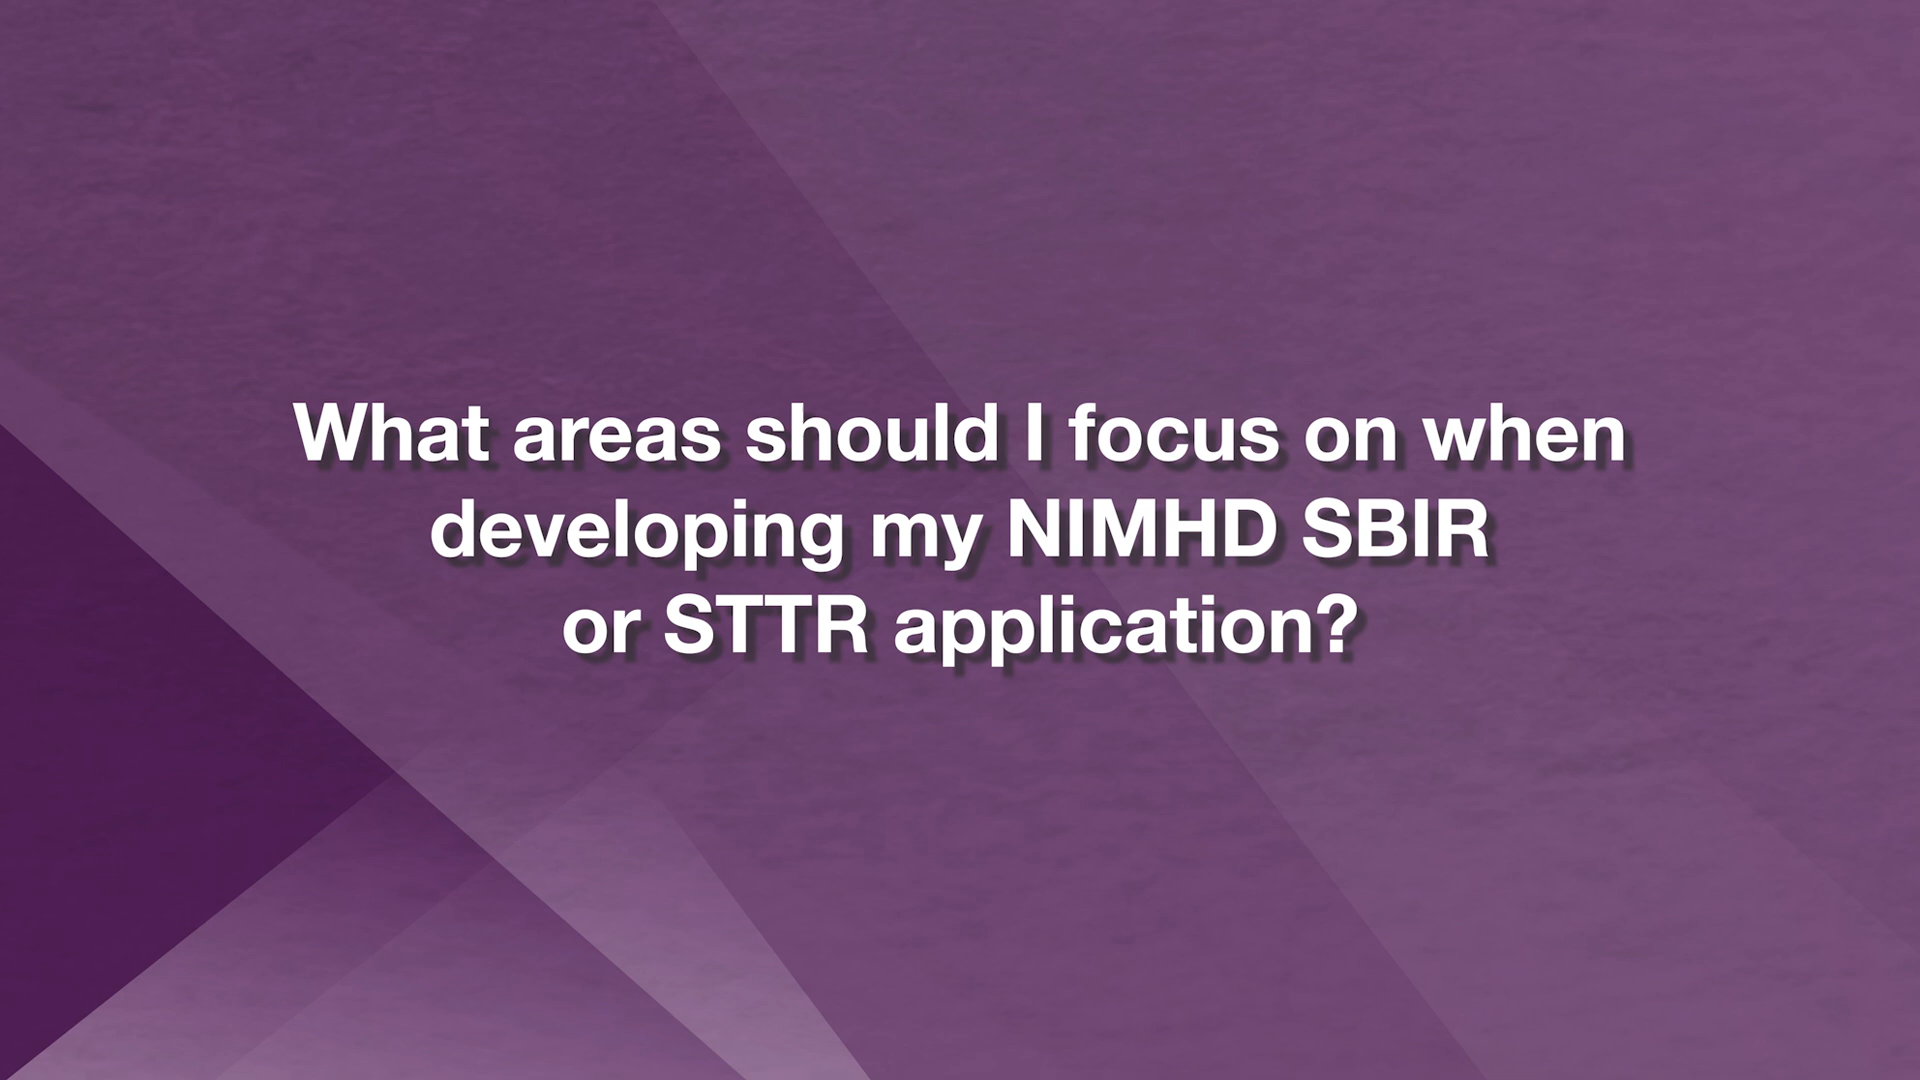 What areas should I focus on when
developing my NIMHD SBIR
or STTR application?